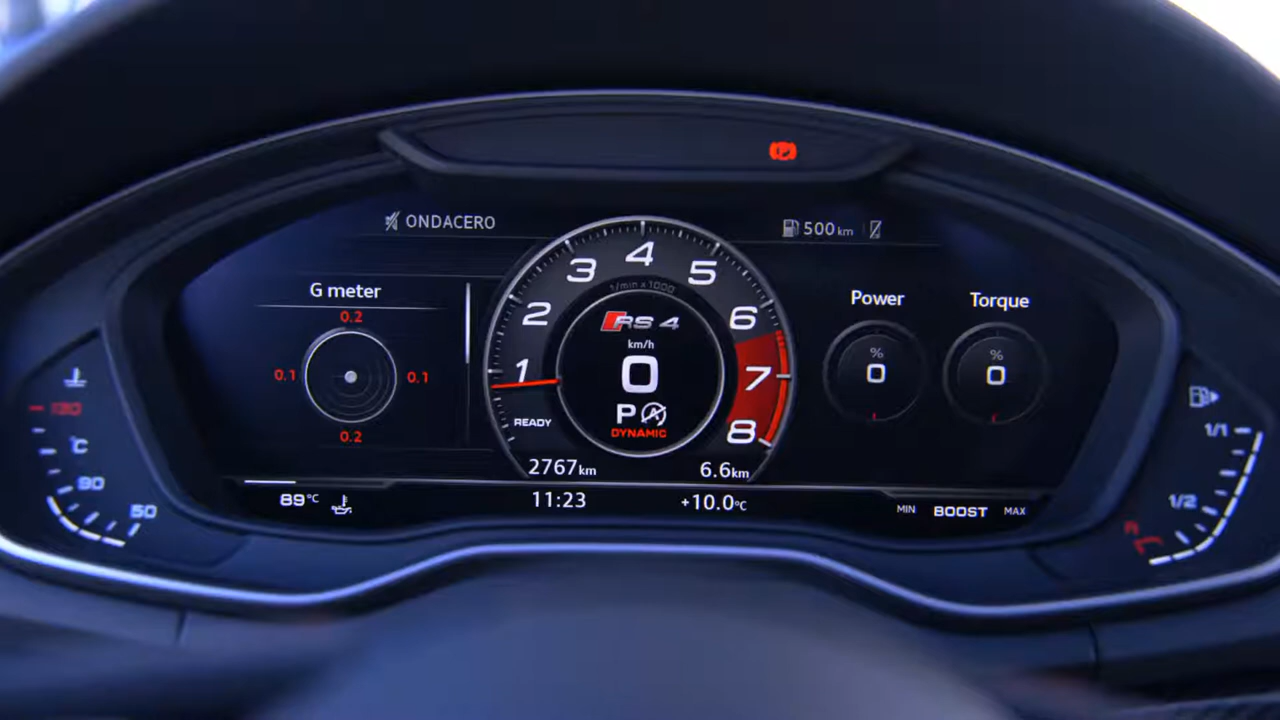 ONDACERO
500 km
G meter
0.2
0.1
0.1
0.2
1
2
3
4
5
6
7
8
1/min x 1000
RS 4
km/h
0
P A
DYNAMIC
READY
2767 km
6.6 km
Power
%
0
Torque
%
0
130
°C
90
50
1/1
1/2
R
89 °C
11:23
+10.0 °C
MIN BOOST MAX